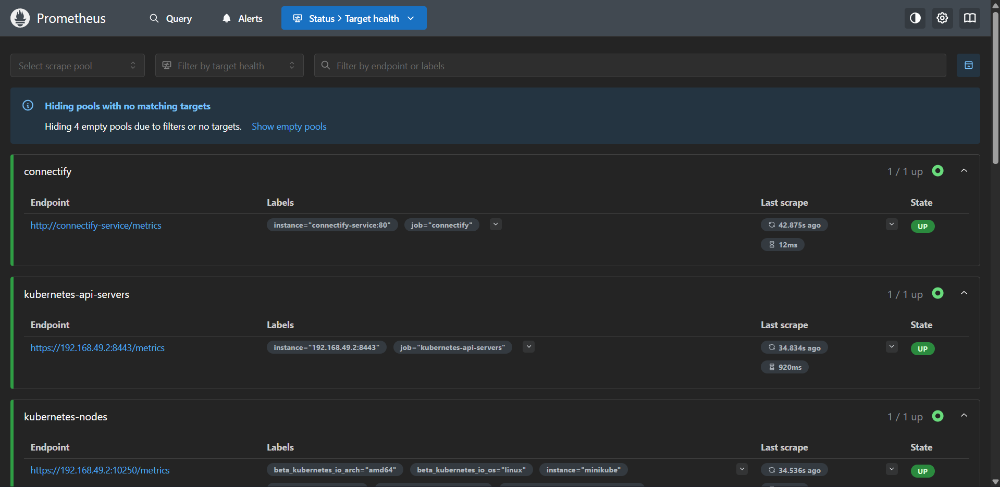 Prometheus
Query
Alerts
Status > Target health
Select scrape pool
Filter by target health
Filter by endpoint or labels
Hiding pools with no matching targets
Hiding 4 empty pools due to filters or no targets. Show empty pools
connectify
1 / 1 up
Endpoint Labels Last scrape State
http://connectify-service/metrics instance="connectify-service:80" job="connectify" 42.875s ago UP
12ms
kubernetes-api-servers
1 / 1 up
Endpoint Labels Last scrape State
https://192.168.49.2:8443/metrics instance="192.168.49.2:8443" job="kubernetes-api-servers" 34.834s ago UP
920ms
kubernetes-nodes
1 / 1 up
Endpoint Labels Last scrape State
https://192.168.49.2:10250/metrics beta_kubernetes_io_arch="amd64" beta_kubernetes_io_os="linux" instance="minikube" 34.536s ago UP